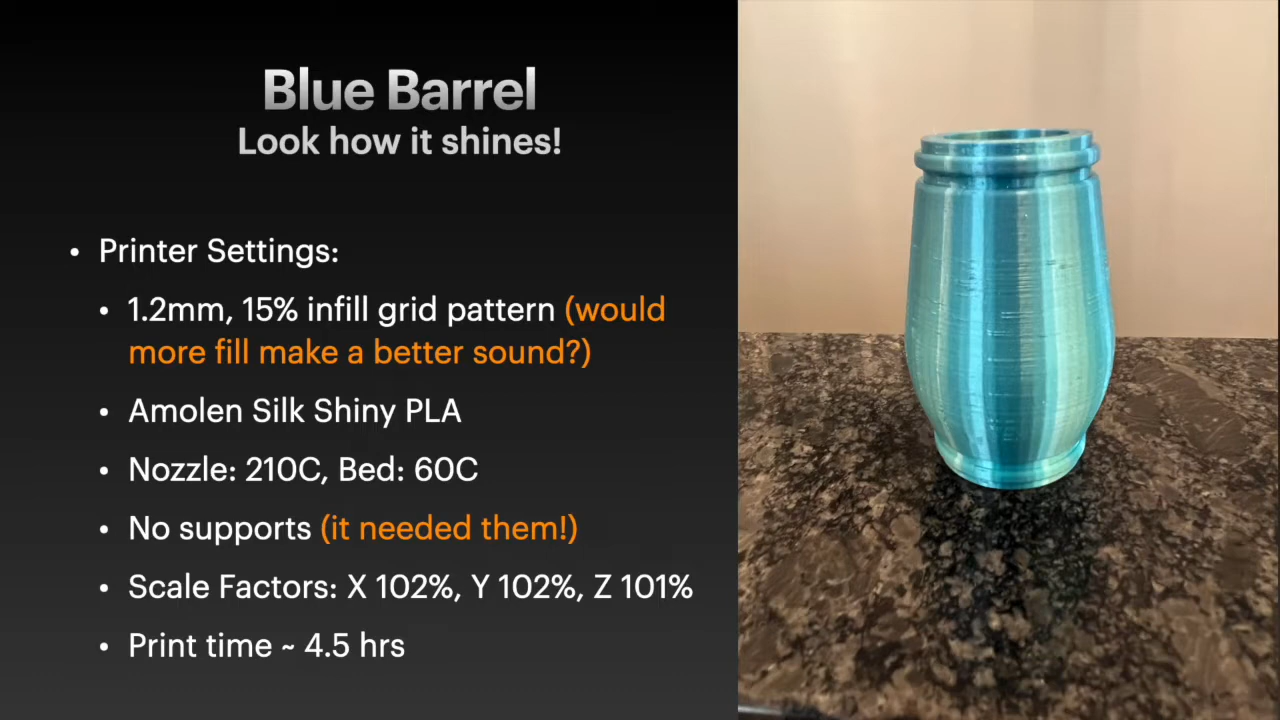 Blue Barrel
Look how it shines!
• Printer Settings:
• 1.2mm, 15% infill grid pattern (would
more fill make a better sound?)
• Amolen Silk Shiny PLA
• Nozzle: 210C, Bed: 60C
• No supports (it needed them!)
• Scale Factors: X 102%, Y 102%, Z 101%
• Print time ~ 4.5 hrs